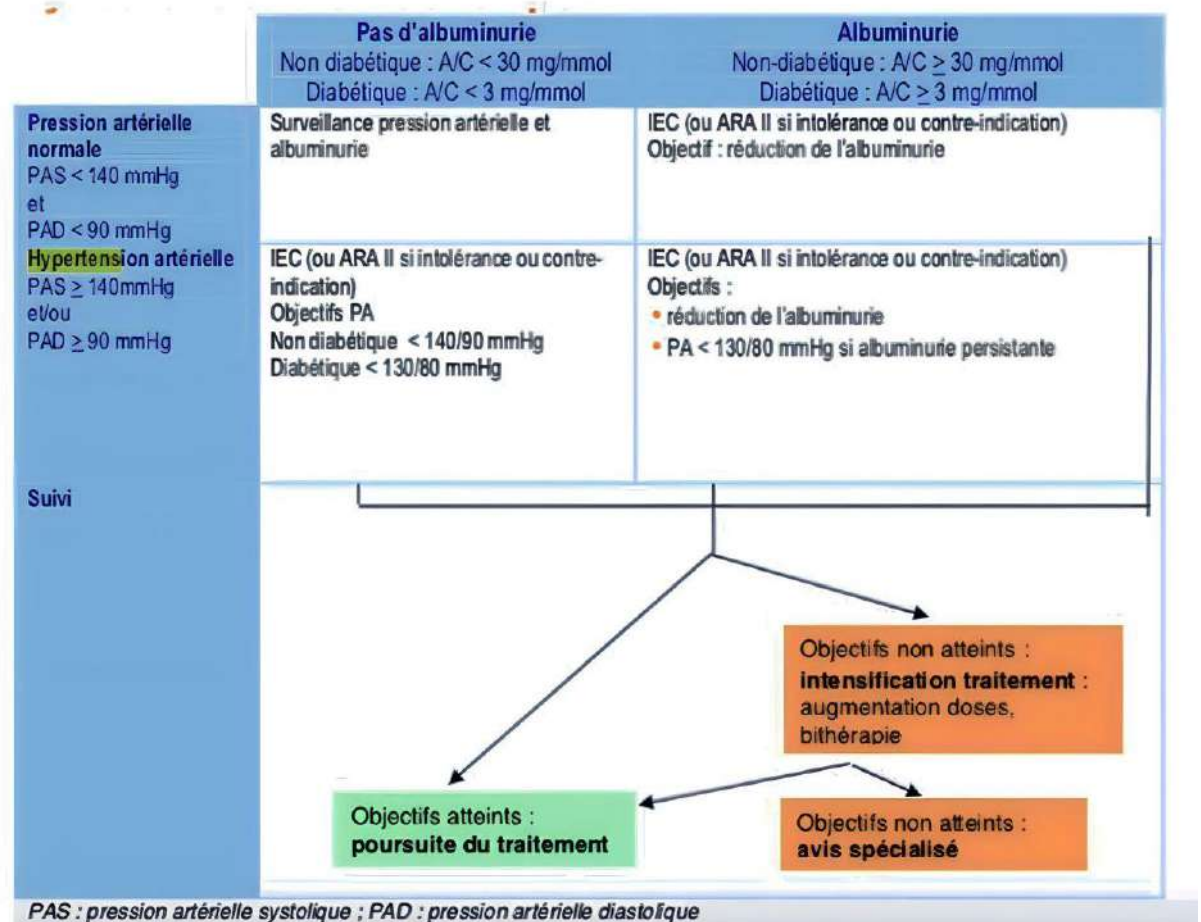 Pas d'albuminurie
Non diabétique : A/C < 30 mg/mmol
Diabétique : A/C < 3 mg/mmol
Albuminurie
Non-diabétique : A/C ≥ 30 mg/mmol
Diabétique : A/C ≥ 3 mg/mmol
Pression artérielle
normale
PAS < 140 mmHg
et
PAD < 90 mmHg
Surveillance pression artérielle et
albuminurie
IEC (ou ARA II si intolérance ou contre-indication)
Objectif : réduction de l'albuminurie
Hypertension artérielle
PAS ≥ 140mmHg
et/ou
PAD ≥ 90 mmHg
IEC (ou ARA II si intolérance ou contre-
indication)
Objectifs PA
Non diabétique < 140/90 mmHg
Diabétique < 130/80 mmHg
IEC (ou ARA II si intolérance ou contre-indication)
Objectifs :
• réduction de l'albuminurie
• PA < 130/80 mmHg si albuminurie persistante
Suivi
Objectifs non atteints :
intensification traitement :
augmentation doses,
bithérapie
Objectifs atteints :
poursuite du traitement
Objectifs non atteints :
avis spécialisé
PAS : pression artérielle systolique ; PAD : pression artérielle diastolique